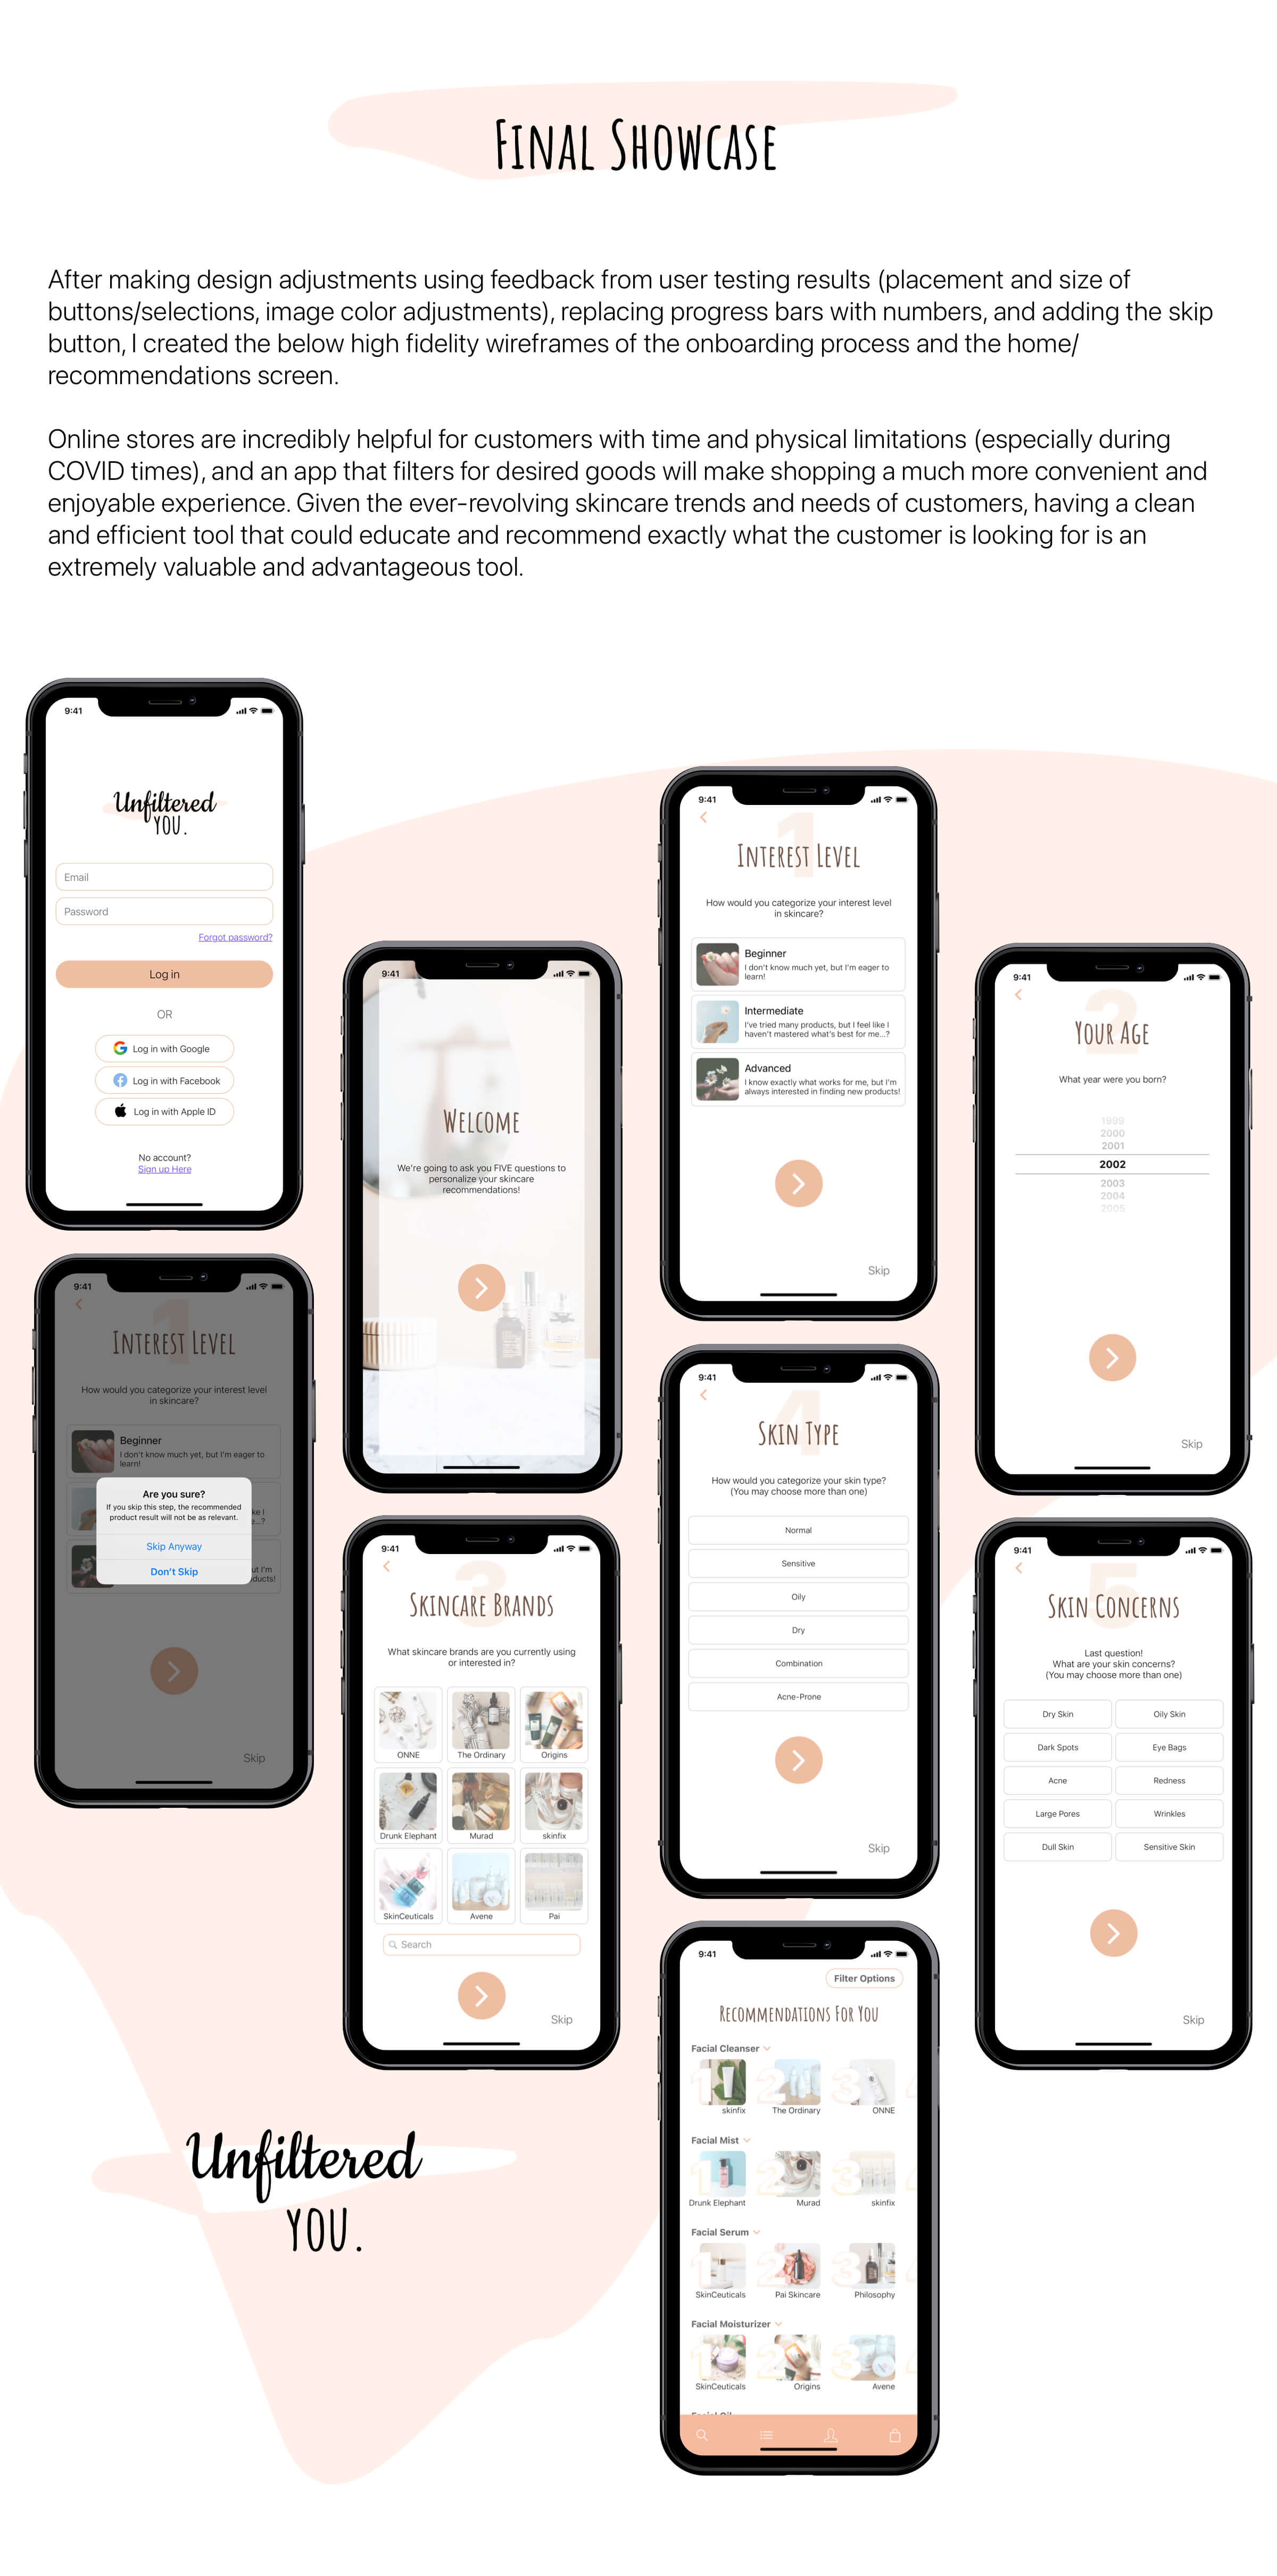 Final Showcase
After making design adjustments using feedback from user testing results (placement and size of
buttons/selections, image color adjustments), replacing progress bars with numbers, and adding the skip
button, I created the below high fidelity wireframes of the onboarding process and the home/
recommendations screen.
Online stores are incredibly helpful for customers with time and physical limitations (especially during
COVID times), and an app that filters for desired goods will make shopping a much more convenient and
enjoyable experience. Given the ever-revolving skincare trends and needs of customers, having a clean
and efficient tool that could educate and recommend exactly what the customer is looking for is an
extremely valuable and advantageous tool.
9:41
Unfiltered
YOU.
Email
Password
Forgot password?
Log in
OR
Log in with Google
Log in with Facebook
Log in with Apple ID
No account?
Sign up Here
9:41
Welcome
We're going to ask you FIVE questions to
personalize your skincare
recommendations!
9:41
1
Interest Level
How would you categorize your interest level
in skincare?
Beginner
I don't know much yet, but I'm eager to
learn!
Intermediate
I've tried many products, but I feel like I
haven't mastered what's best for me...?
Advanced
I know exactly what works for me, but I'm
always interested in finding new products!
Skip
9:41
2
Your Age
What year were you born?
1999
2000
2001
2002
2003
2004
2005
Skip
9:41
1
Interest Level
How would you categorize your interest level
in skincare?
Beginner
I don't know much yet, but I'm eager to
learn!
Are you sure?
If you skip this step, the recommended
product result will not be as relevant.
Skip Anyway
Don't Skip
Skip
9:41
3
Skincare Brands
What skincare brands are you currently using
or interested in?
ONNE
The Ordinary
Origins
Drunk Elephant
Murad
skinfix
SkinCeuticals
Avene
Pai
Search
Skip
9:41
4
Skin Type
How would you categorize your skin type?
(You may choose more than one)
Normal
Sensitive
Oily
Dry
Combination
Acne-Prone
Skip
9:41
5
Skin Concerns
Last question!
What are your skin concerns?
(You may choose more than one)
Dry Skin
Oily Skin
Dark Spots
Eye Bags
Acne
Redness
Large Pores
Wrinkles
Dull Skin
Sensitive Skin
Skip
9:41
Filter Options
Recommendations For You
Facial Cleanser
1 2 3
skinfix
The Ordinary
ONNE
Facial Mist
1 2 3
Drunk Elephant
Murad
skinfix
Facial Serum
1 2 3
SkinCeuticals
Pai Skincare
Philosophy
Facial Moisturizer
1 2 3
SkinCeuticals
Origins
Avene
Unfiltered
YOU.